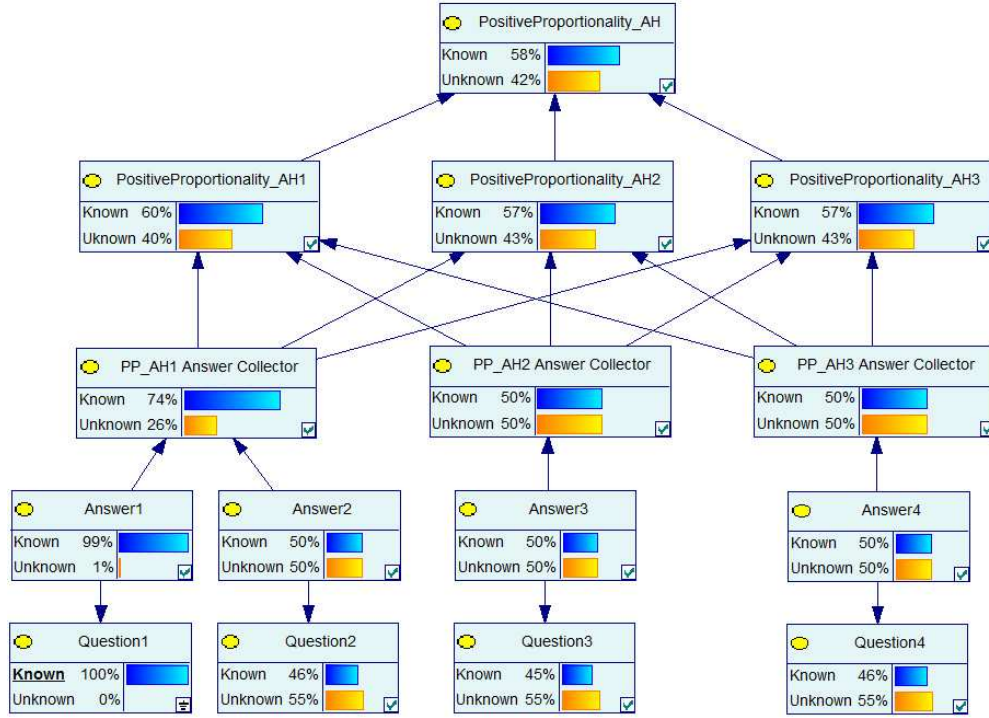 PositiveProportionality_AH
Known 58%
Unknown 42%
PositiveProportionality_AH1
Known 60%
Uknown 40%
PositiveProportionality_AH2
Known 57%
Unknown 43%
PositiveProportionality_AH3
Known 57%
Unknown 43%
PP_AH1 Answer Collector
Known 74%
Unknown 26%
PP_AH2 Answer Collector
Known 50%
Unknown 50%
PP_AH3 Answer Collector
Known 50%
Unknown 50%
Answer1
Known 99%
Unknown 1%
Answer2
Known 50%
Unknown 50%
Answer3
Known 50%
Unknown 50%
Answer4
Known 50%
Unknown 50%
Question1
Known 100%
Unknown 0%
Question2
Known 46%
Unknown 55%
Question3
Known 45%
Unknown 55%
Question4
Known 46%
Unknown 55%